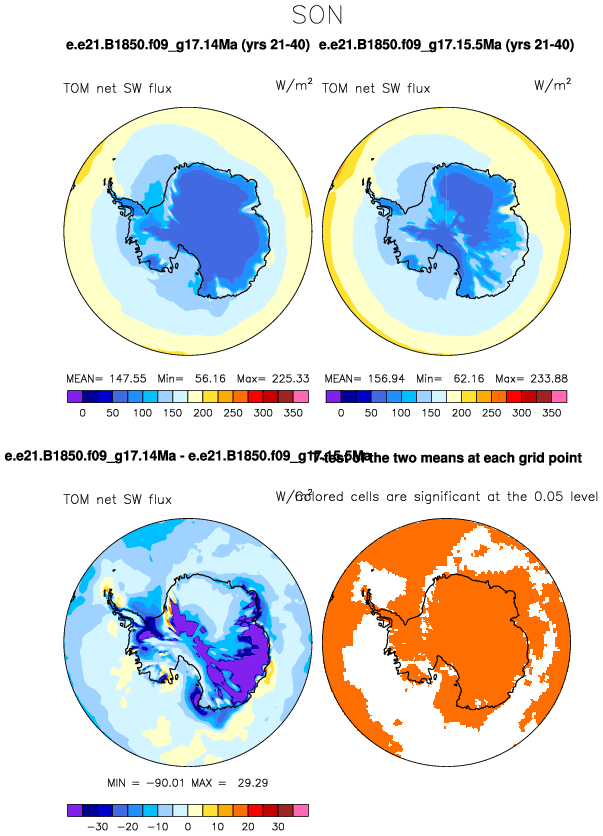 SON
e.e21.B1850.f09_g17.14Ma (yrs 21-40) e.e21.B1850.f09_g17.15.5Ma (yrs 21-40)
TOM net SW flux W/m² TOM net SW flux W/m²
MEAN= 147.55 Min= 56.16 Max= 225.33 MEAN= 156.94 Min= 62.16 Max= 233.88
0 50 100 150 200 250 300 350 0 50 100 150 200 250 300 350
e.e21.B1850.f09_g17.14Ma - e.e21.B1850.f09_g17.15.5Ma T-test of the two means at each grid point
TOM net SW flux W/m² Colored cells are significant at the 0.05 level
MIN = -90.01 MAX = 29.29
-30 -20 -10 0 10 20 30